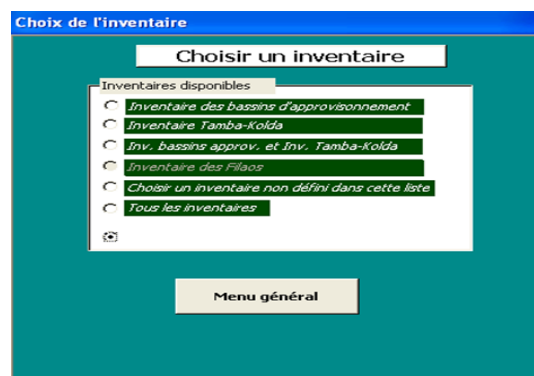 Choix de l'inventaire
Choisir un inventaire
Inventaires disponibles
Inventaire des bassins d'approvisonnement
Inventaire Tamba-Kolda
Inv. bassins approv. et Inv. Tamba-Kolda
Inventaire des Filaos
Choisir un inventaire non défini dans cette liste
Tous les inventaires
Menu général